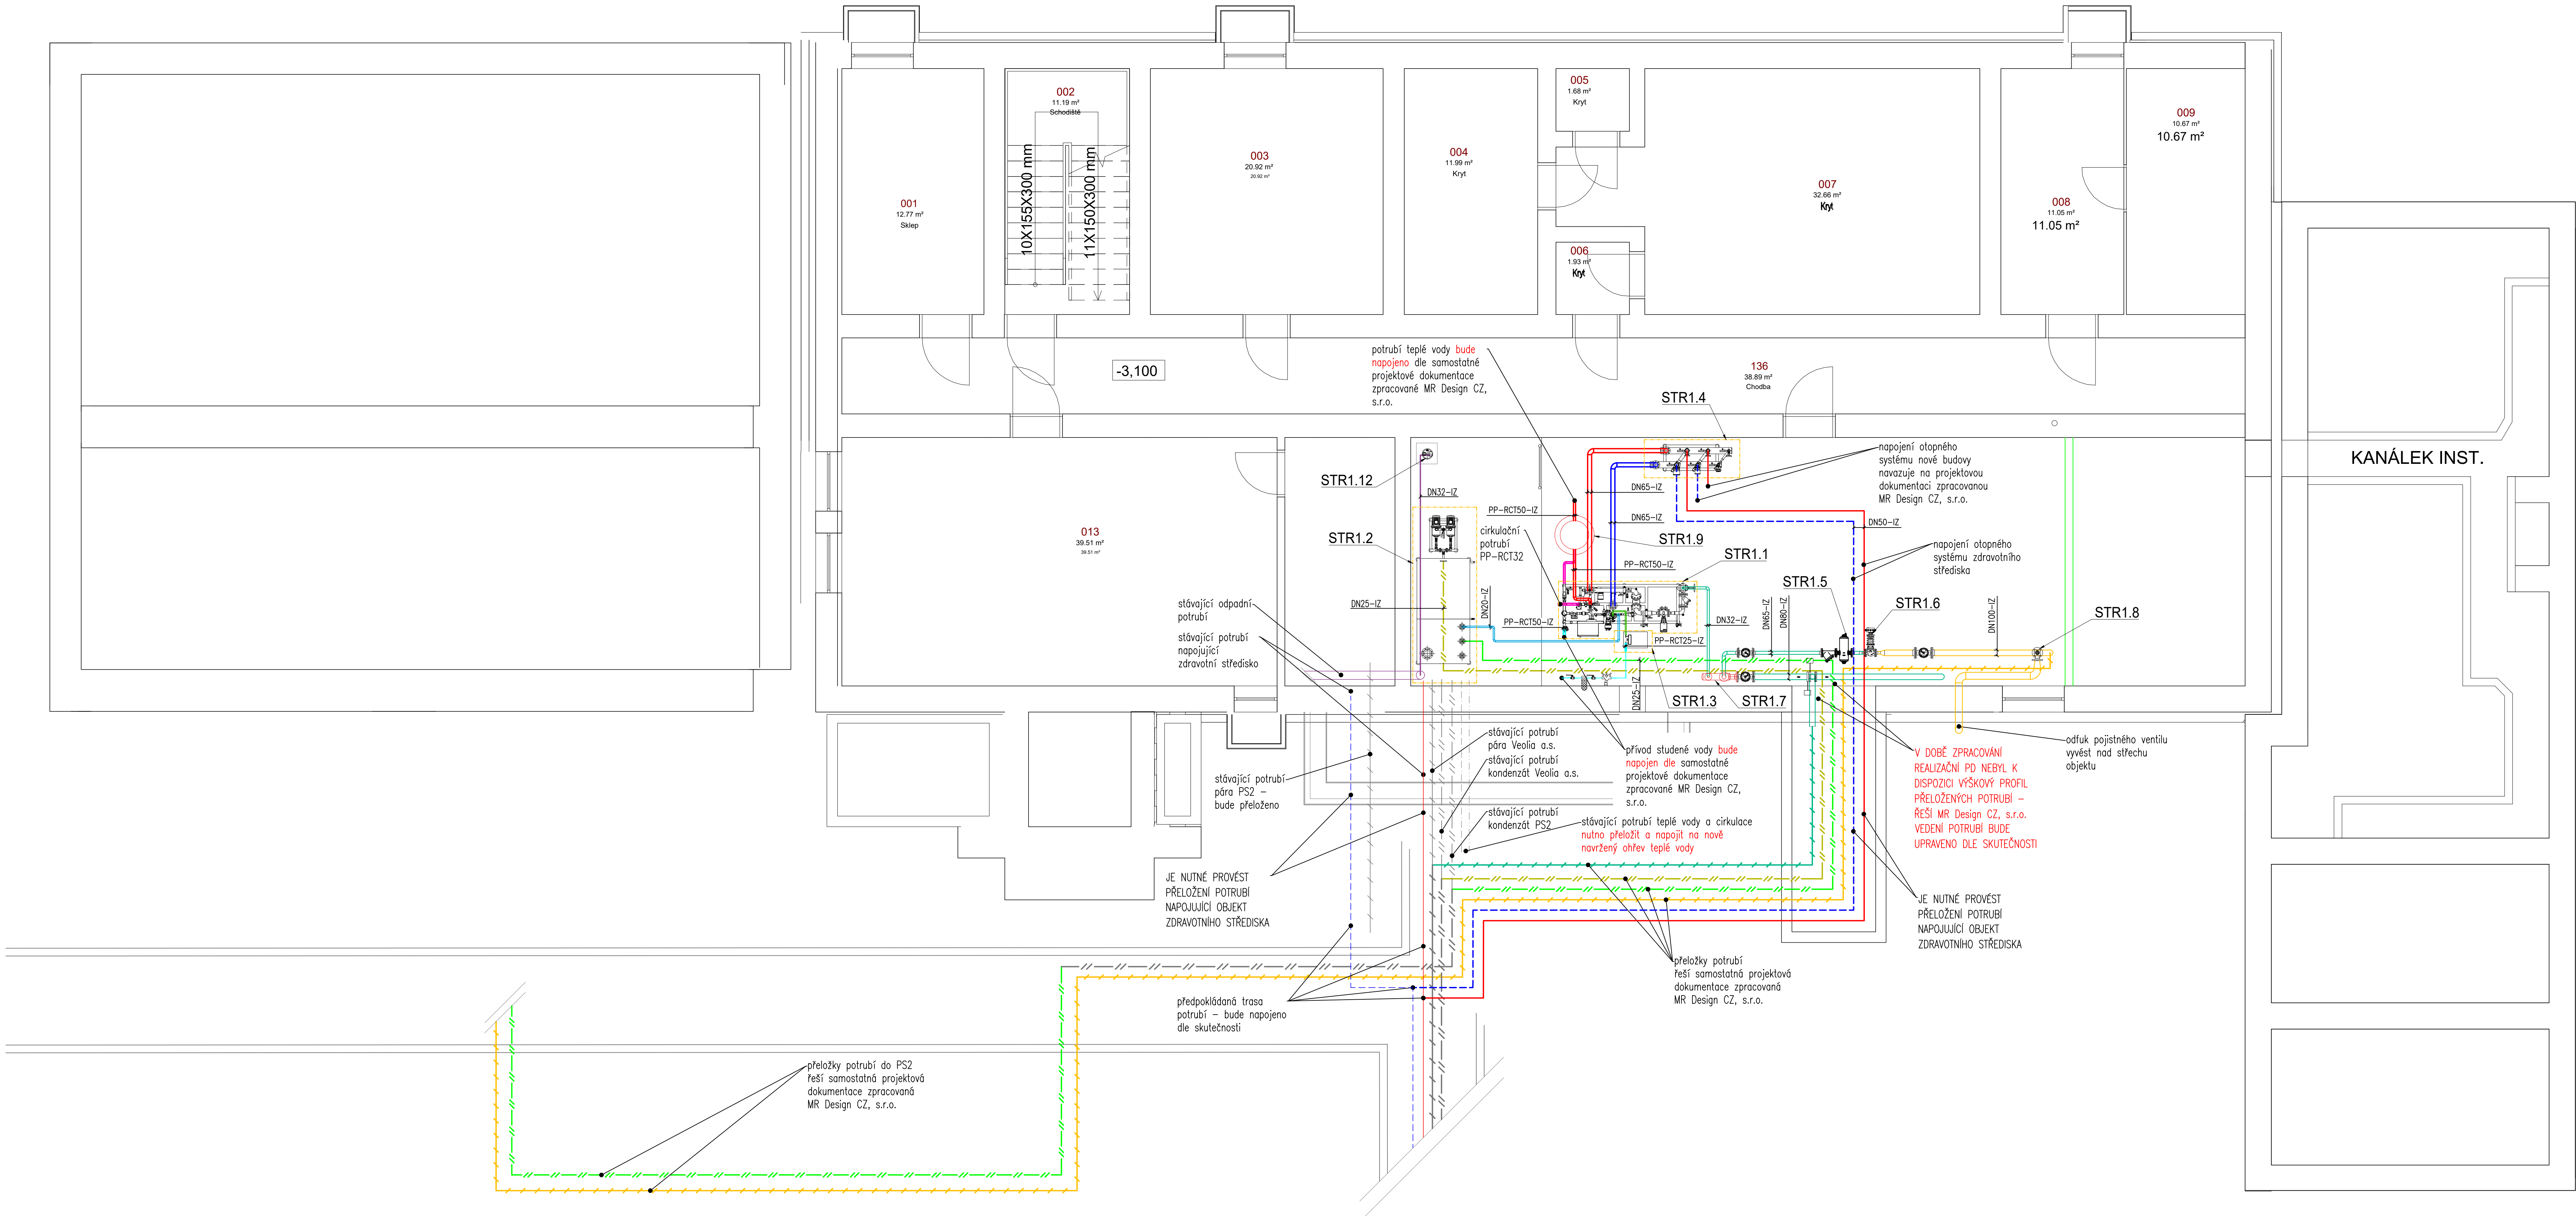 002
11.19 m²
Schodiště
10X155X300 mm
11X150X300 mm
001
12.77 m²
Sklep
003
20.92 m²
20.92 m²
004
11.99 m²
Kryt
005
1.68 m²
Kryt
006
1.93 m²
Kryt
007
32.66 m²
Kryt
008
11.05 m²
11.05 m²
009
10.67 m²
10.67 m²
-3,100
136
38.89 m²
Chodba
013
39.51 m²
39.51 m²
KANÁLEK INST.
potrubí teplé vody bude
napojeno dle samostatné
projektové dokumentace
zpracované MR Design CZ,
s.r.o.
STR1.4
napojení otopného
systému nové budovy
navazuje na projektovou
dokumentaci zpracovanou
MR Design CZ, s.r.o.
STR1.12
DN32-IZ
DN65-IZ
PP-RCT50-IZ
DN65-IZ
DN50-IZ
STR1.2
cirkulační
potrubí
PP-RCT32
STR1.9
STR1.1
PP-RCT50-IZ
napojení otopného
systému zdravotního
střediska
STR1.5
STR1.6
STR1.8
DN25-IZ
DN20-IZ
PP-RCT50-IZ
PP-RCT25-IZ
DN32-IZ
DN65-IZ
DN80-IZ
DN100-IZ
DN25-IZ
STR1.3
STR1.7
stávající odpadní
potrubí
stávající potrubí
napojující
zdravotní středisko
stávající potrubí
pára PS2 -
bude přeloženo
stávající potrubí
pára Veolia a.s.
stávající potrubí
kondenzát Veolia a.s.
stávající potrubí
kondenzát PS2
přívod studené vody bude
napojen dle samostatné
projektové dokumentace
zpracované MR Design CZ,
s.r.o.
stávající potrubí teplé vody a cirkulace
nutno přeložit a napojit na nově
navržený ohřev teplé vody
V DOBĚ ZPRACOVÁNÍ
REALIZAČNÍ PD NEBYL K
DISPOZICI VÝŠKOVÝ PROFIL
PŘELOŽENÝCH POTRUBÍ -
ŘEŠÍ MR Design CZ, s.r.o.
VEDENÍ POTRUBÍ BUDE
UPRAVENO DLE SKUTEČNOSTI
odfuk pojistného ventilu
vyvést nad střechu
objektu
JE NUTNÉ PROVÉST
PŘELOŽENÍ POTRUBÍ
NAPOJUJÍCÍ OBJEKT
ZDRAVOTNÍHO STŘEDISKA
JE NUTNÉ PROVÉST
PŘELOŽENÍ POTRUBÍ
NAPOJUJÍCÍ OBJEKT
ZDRAVOTNÍHO STŘEDISKA
přeložky potrubí
řeší samostatná projektová
dokumentace zpracovaná
MR Design CZ, s.r.o.
předpokládaná trasa
potrubí - bude napojeno
dle skutečnosti
přeložky potrubí do PS2
řeší samostatná projektová
dokumentace zpracovaná
MR Design CZ, s.r.o.